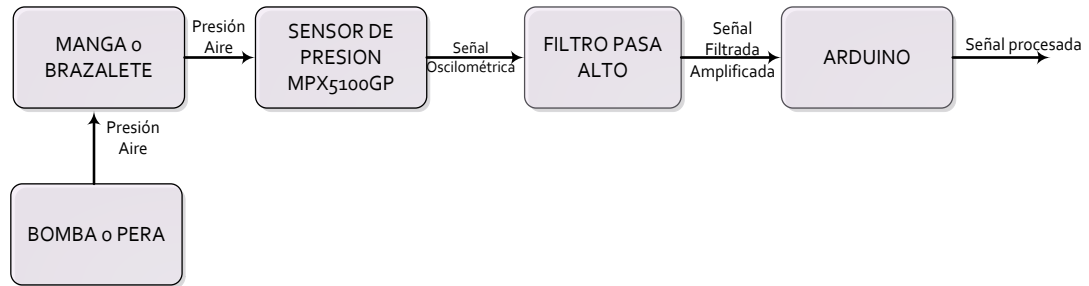 MANGA o
BRAZALETE
Presión
Aire
SENSOR DE
PRESION
MPX5100GP
Señal
Oscilométrica
FILTRO PASA
ALTO
Señal
Filtrada
Amplificada
ARDUINO
Señal procesada
Presión
Aire
BOMBA o PERA